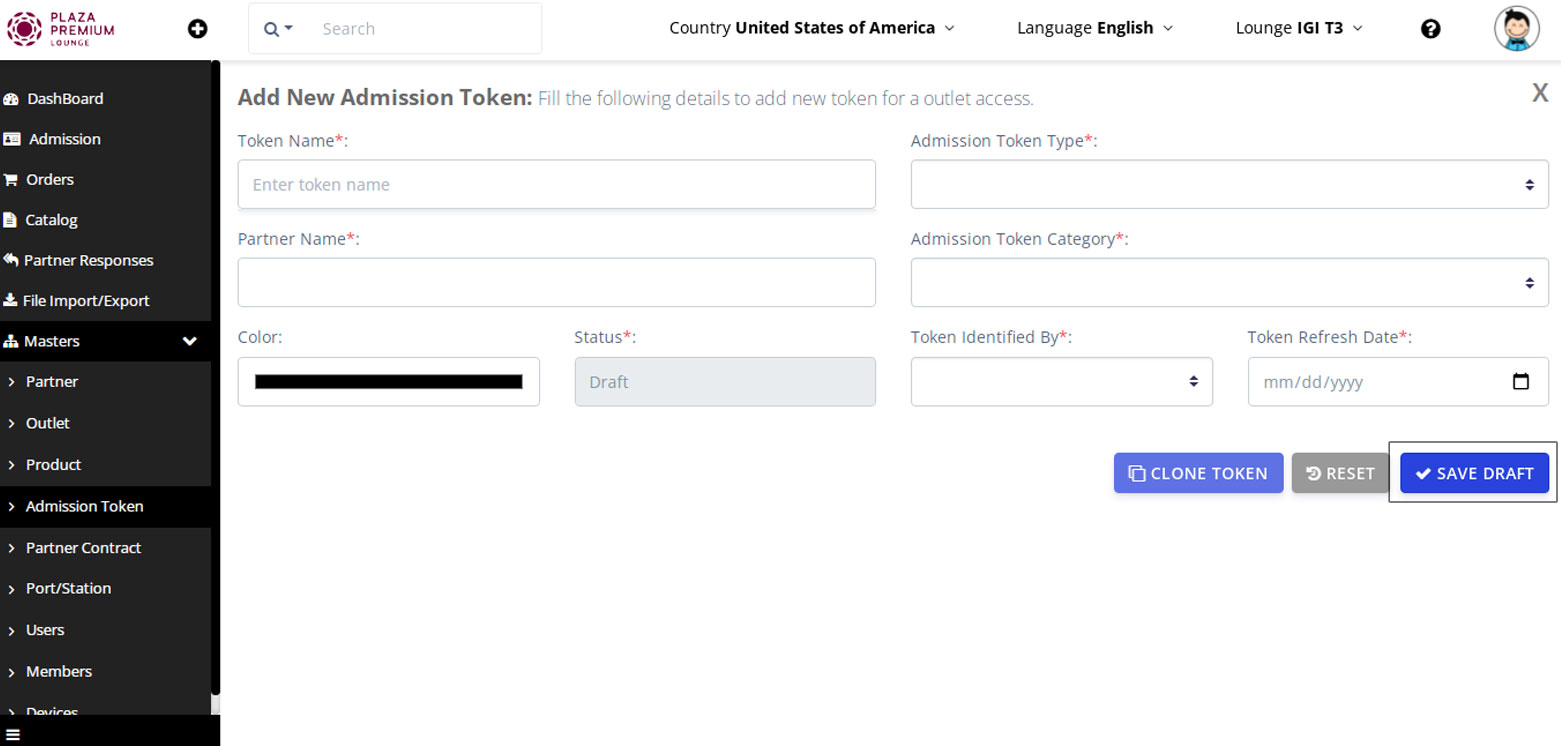 PLAZA
PREMIUM
LOUNGE
Search
Country United States of America
Language English
Lounge IGI T3
DashBoard
Admission
Orders
Catalog
Partner Responses
File Import/Export
Masters
Partner
Outlet
Product
Admission Token
Partner Contract
Port/Station
Users
Members
Devices
Add New Admission Token: Fill the following details to add new token for a outlet access.
X
Token Name*:
Admission Token Type*:
Enter token name
Partner Name*:
Admission Token Category*:
Color:
Status*:
Token Identified By*:
Token Refresh Date*:
Draft
mm/dd/yyyy
CLONE TOKEN
RESET
SAVE DRAFT